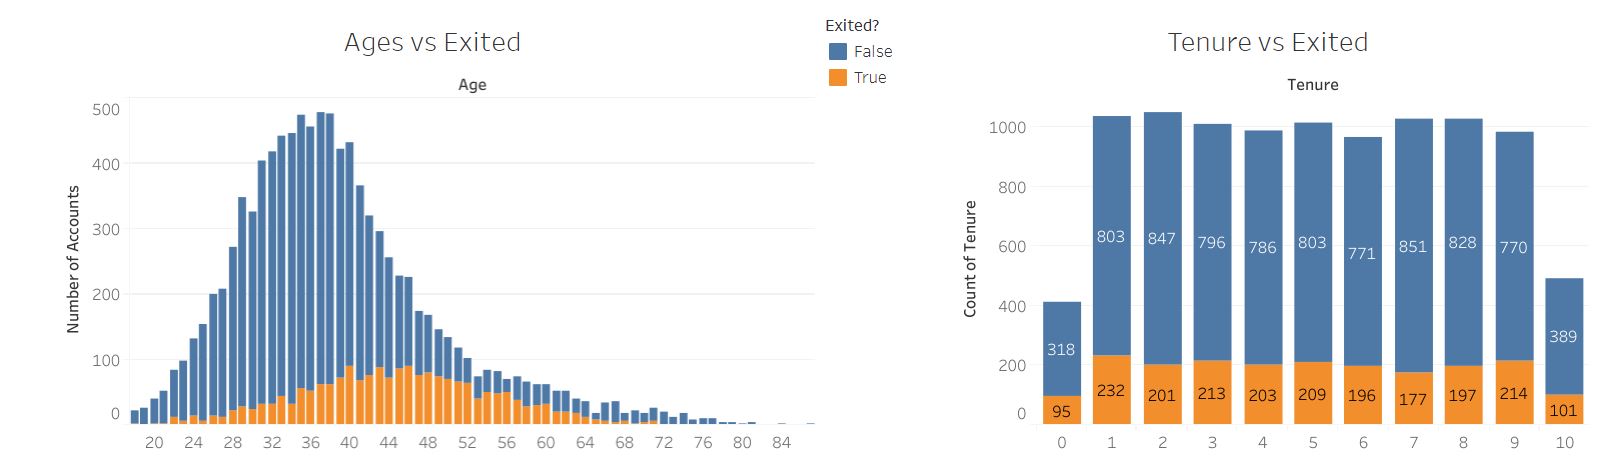 Ages vs Exited
Age
500
400
300
200
100
0
Number of Accounts
20 24 28 32 36 40 44 48 52 56 60 64 68 72 76 80 84
Exited?
False
True
Tenure vs Exited
Tenure
1000
800
600
400
200
0
Count of Tenure
318 803 847 796 786 803 771 851 828 770 389
95 232 201 213 203 209 196 177 197 214 101
0 1 2 3 4 5 6 7 8 9 10